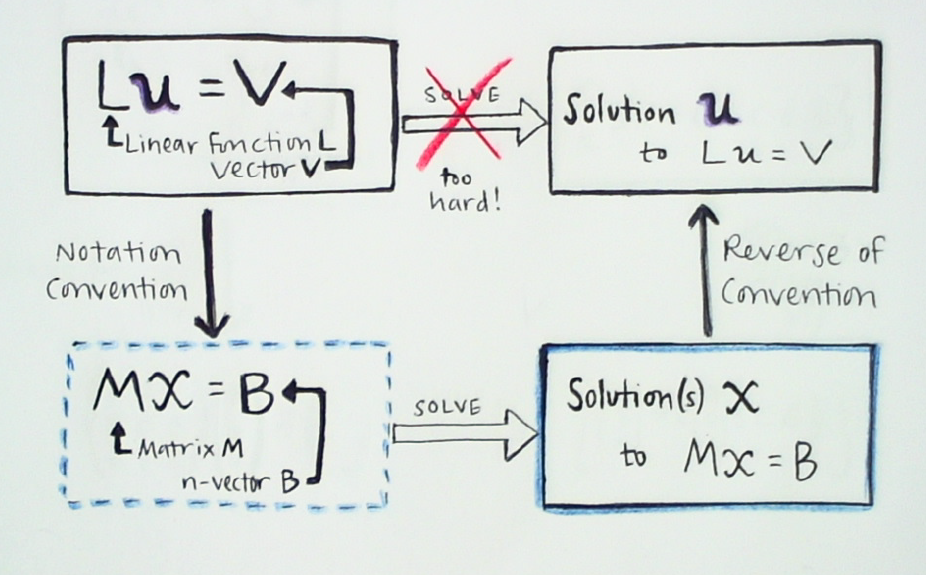 Lu = V
Linear Function L
vector V
SOLVE
too
hard!
Solution u
to Lu = V
Notation
Convention
Reverse of
Convention
MX = B
Matrix M
n-vector B
SOLVE
Solution(s) X
to MX = B